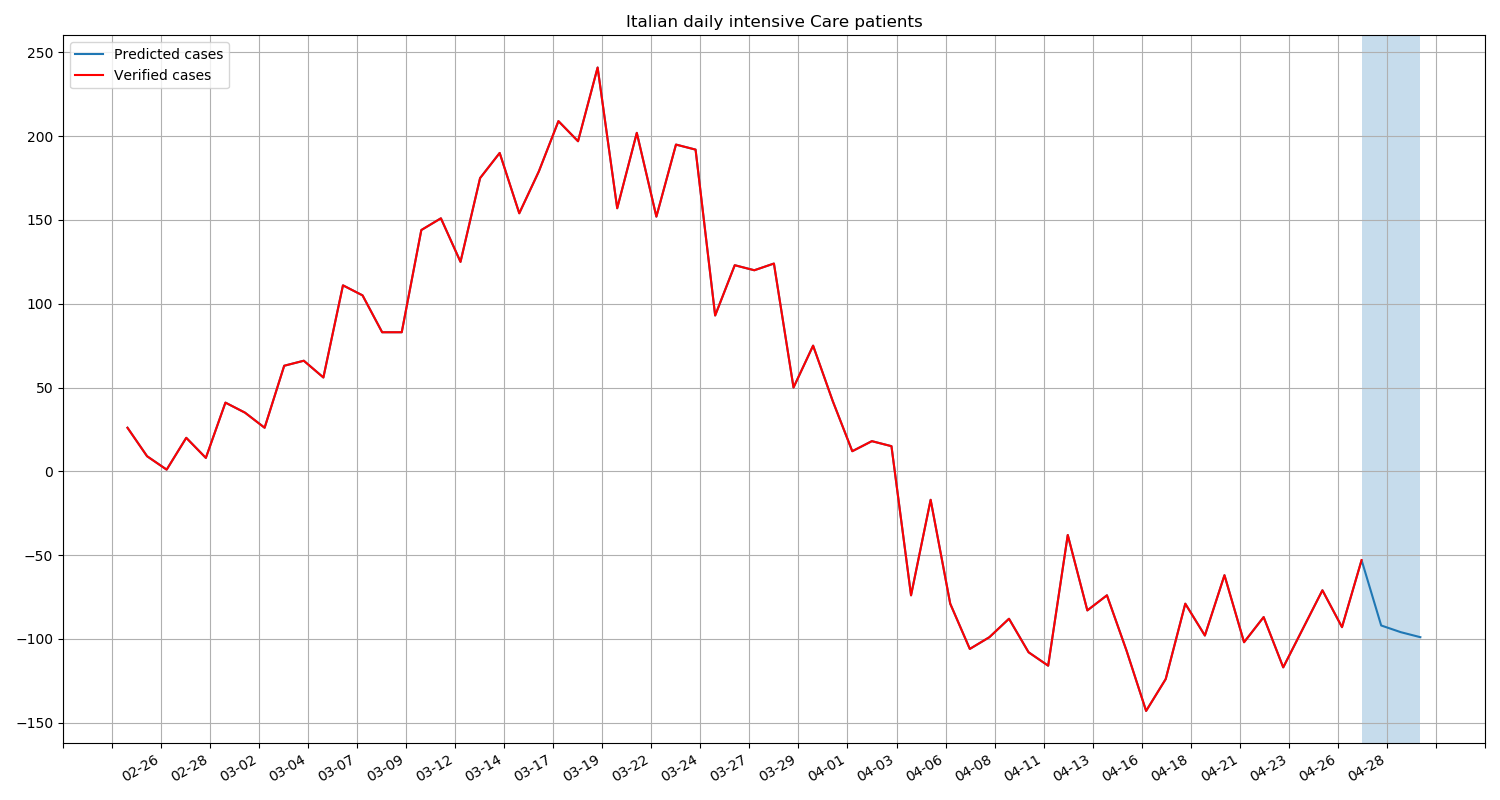 Italian daily intensive Care patients
Predicted cases
Verified cases
250
200
150
100
50
0
−50
−100
−150
02-26 02-28 03-02 03-04 03-07 03-09 03-12 03-14 03-17 03-19 03-22 03-24 03-27 03-29 04-01 04-03 04-06 04-08 04-11 04-13 04-16 04-18 04-21 04-23 04-26 04-28